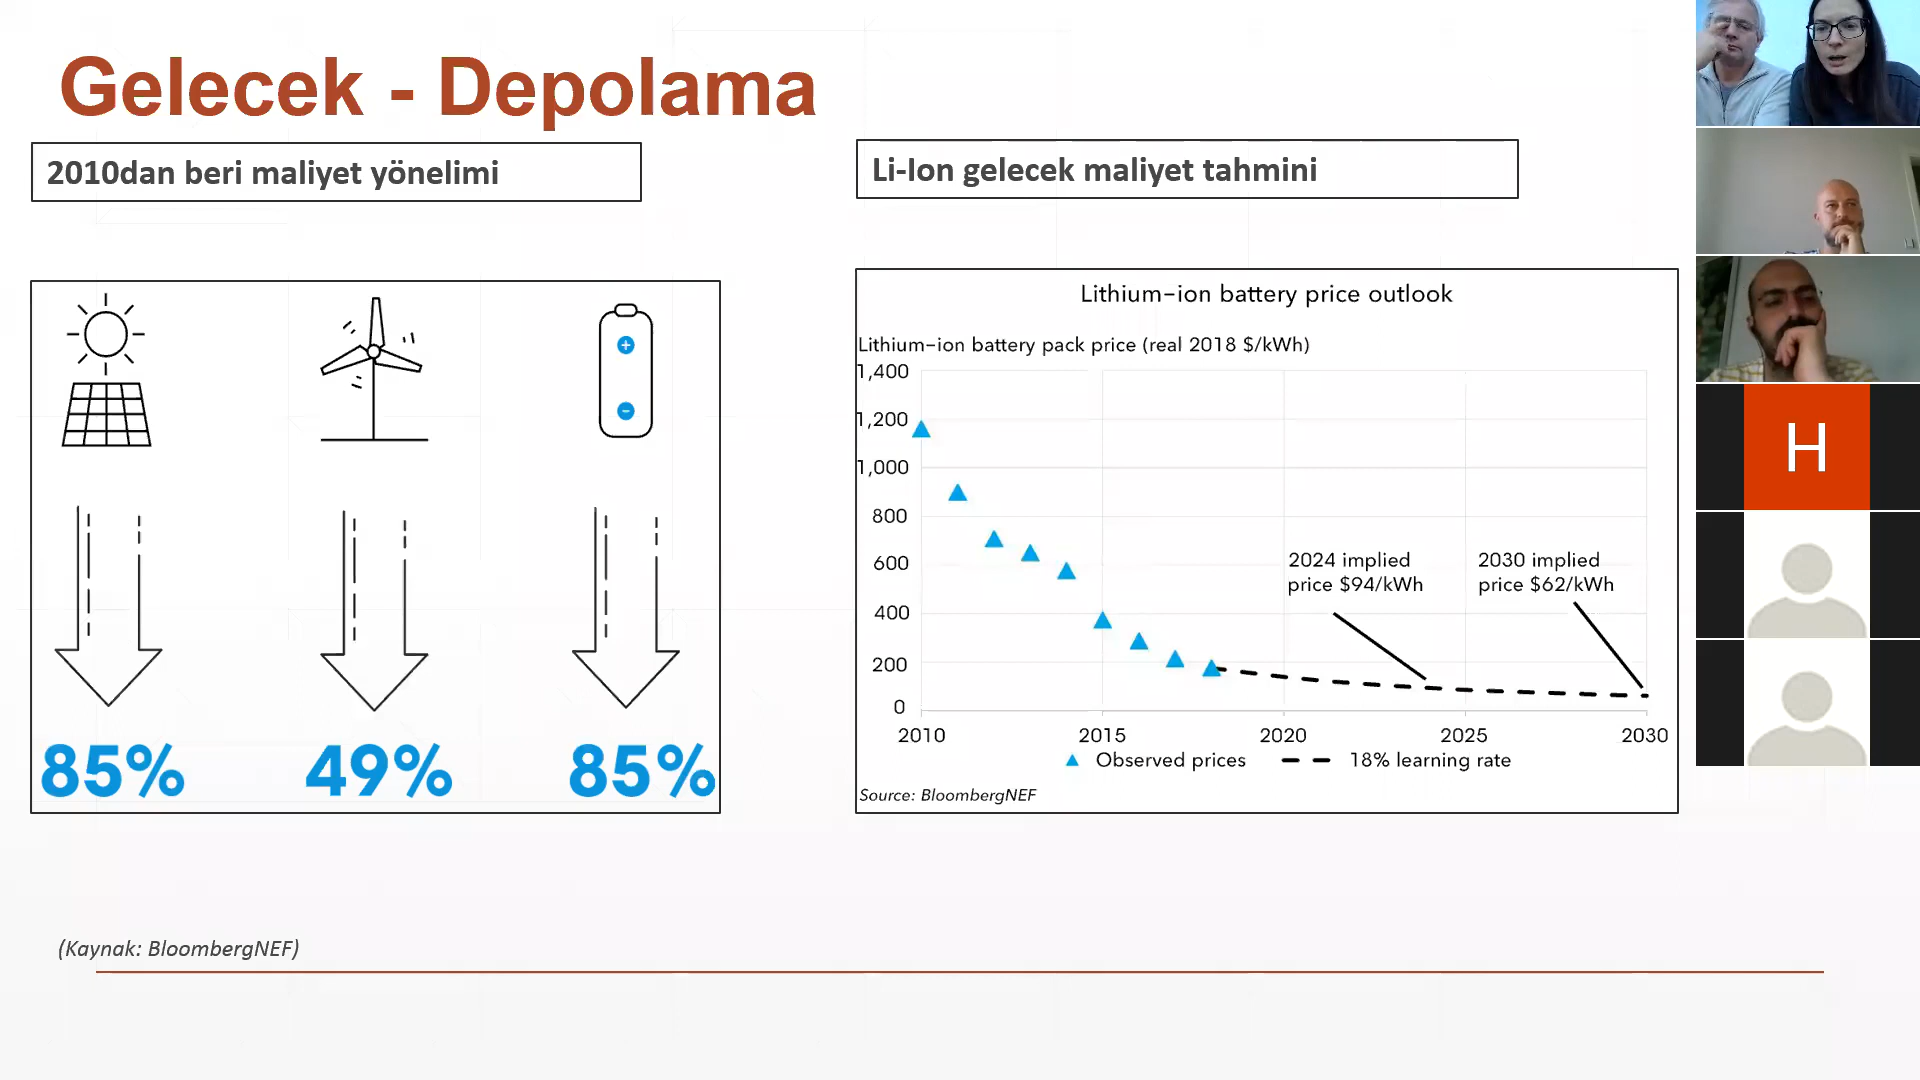 Gelecek - Depolama
2010dan beri maliyet yönelimi
Li-Ion gelecek maliyet tahmini
85%
49%
85%
Lithium-ion battery price outlook
Lithium-ion battery pack price (real 2018 $/kWh)
1,400
1,200
1,000
800
600
400
200
0
2024 implied
price $94/kWh
2030 implied
price $62/kWh
2010 2015 2020 2025 2030
Observed prices 18% learning rate
Source: BloombergNEF
(Kaynak: BloombergNEF)
H